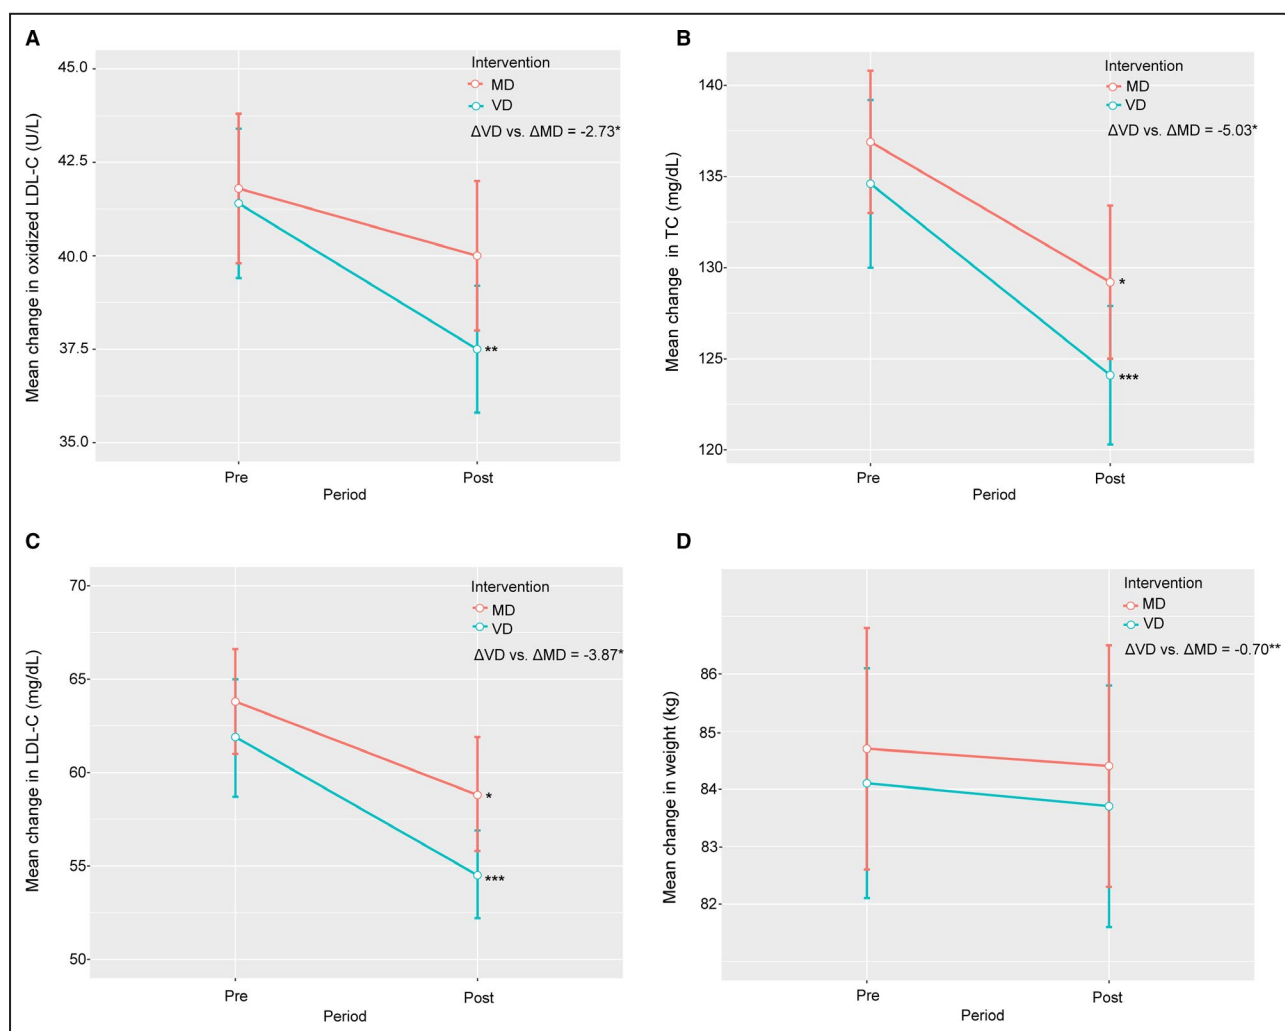 A
Mean change in oxidized LDL-C (U/L)
45.0
42.5
40.0
37.5
35.0
Intervention
MD
VD
ΔVD vs. ΔMD = -2.73*
**
Pre
Post
Period
B
Mean change in TC (mg/dL)
140
135
130
125
120
Intervention
MD
VD
ΔVD vs. ΔMD = -5.03*
*
***
Pre
Post
Period
C
Mean change in LDL-C (mg/dL)
70
65
60
55
50
Intervention
MD
VD
ΔVD vs. ΔMD = -3.87*
*
***
Pre
Post
Period
D
Mean change in weight (kg)
86
85
84
83
82
Intervention
MD
VD
ΔVD vs. ΔMD = -0.70**
Pre
Post
Period